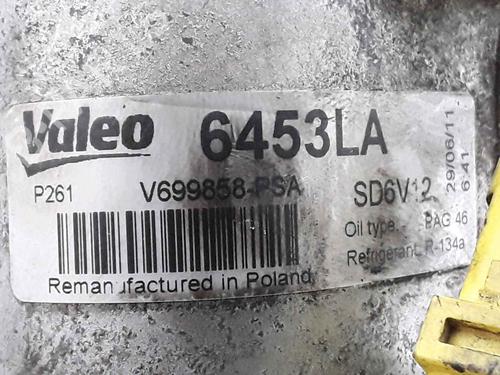 Valeo 6453LA
P261 V699858-PSA SD6V12
Oil type. PAG 46
Refrigerant. R-134a
Remanufactured in Poland
29/06/11-
6:41